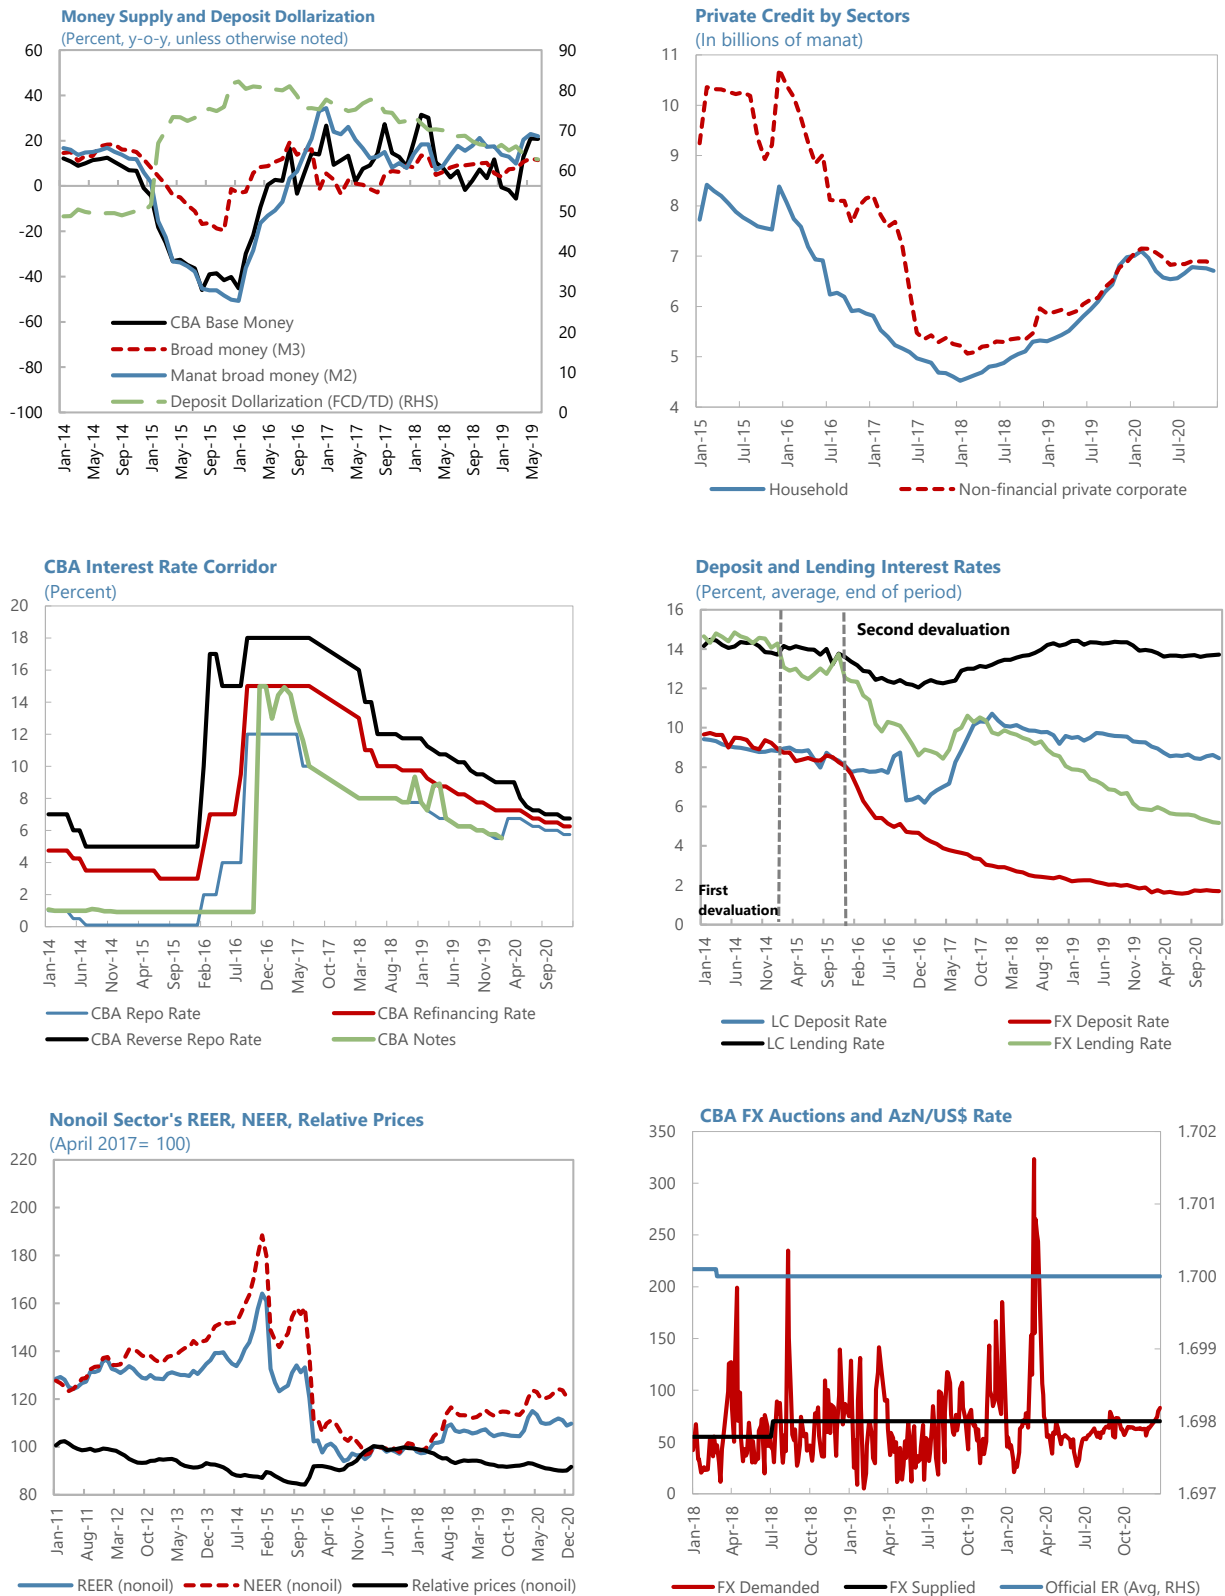 Money Supply and Deposit Dollarization
(Percent, y-o-y, unless otherwise noted)
60
40
20
0
-20
-40
-60
-80
-100
90
80
70
60
50
40
30
20
10
0
CBA Base Money
Broad money (M3)
Manat broad money (M2)
Deposit Dollarization (FCD/TD) (RHS)
Jan-14
May-14
Sep-14
Jan-15
May-15
Sep-15
Jan-16
May-16
Sep-16
Jan-17
May-17
Sep-17
Jan-18
May-18
Sep-18
Jan-19
May-19
Private Credit by Sectors
(In billions of manat)
11
10
9
8
7
6
5
4
Jan-15
Jul-15
Jan-16
Jul-16
Jan-17
Jul-17
Jan-18
Jul-18
Jan-19
Jul-19
Jan-20
Jul-20
Household
Non-financial private corporate
CBA Interest Rate Corridor
(Percent)
20
18
16
14
12
10
8
6
4
2
0
Jan-14
Jun-14
Nov-14
Apr-15
Sep-15
Feb-16
Jul-16
Dec-16
May-17
Oct-17
Mar-18
Aug-18
Jan-19
Jun-19
Nov-19
Apr-20
Sep-20
CBA Repo Rate
CBA Refinancing Rate
CBA Reverse Repo Rate
CBA Notes
Deposit and Lending Interest Rates
(Percent, average, end of period)
16
14
12
10
8
6
4
2
0
Second devaluation
First
devaluation
Jan-14
Jun-14
Nov-14
Apr-15
Sep-15
Feb-16
Jul-16
Dec-16
May-17
Oct-17
Mar-18
Aug-18
Jan-19
Jun-19
Nov-19
Apr-20
Sep-20
LC Deposit Rate
FX Deposit Rate
LC Lending Rate
FX Lending Rate
Nonoil Sector's REER, NEER, Relative Prices
(April 2017= 100)
220
200
180
160
140
120
100
80
Jan-11
Aug-11
Mar-12
Oct-12
May-13
Dec-13
Jul-14
Feb-15
Sep-15
Apr-16
Nov-16
Jun-17
Jan-18
Aug-18
Mar-19
Oct-19
May-20
Dec-20
REER (nonoil)
NEER (nonoil)
Relative prices (nonoil)
CBA FX Auctions and AzN/US$ Rate
350
300
250
200
150
100
50
0
1.702
1.701
1.700
1.699
1.698
1.697
Jan-18
Apr-18
Jul-18
Oct-18
Jan-19
Apr-19
Jul-19
Oct-19
Jan-20
Apr-20
Jul-20
Oct-20
FX Demanded
FX Supplied
Official ER (Avg, RHS)